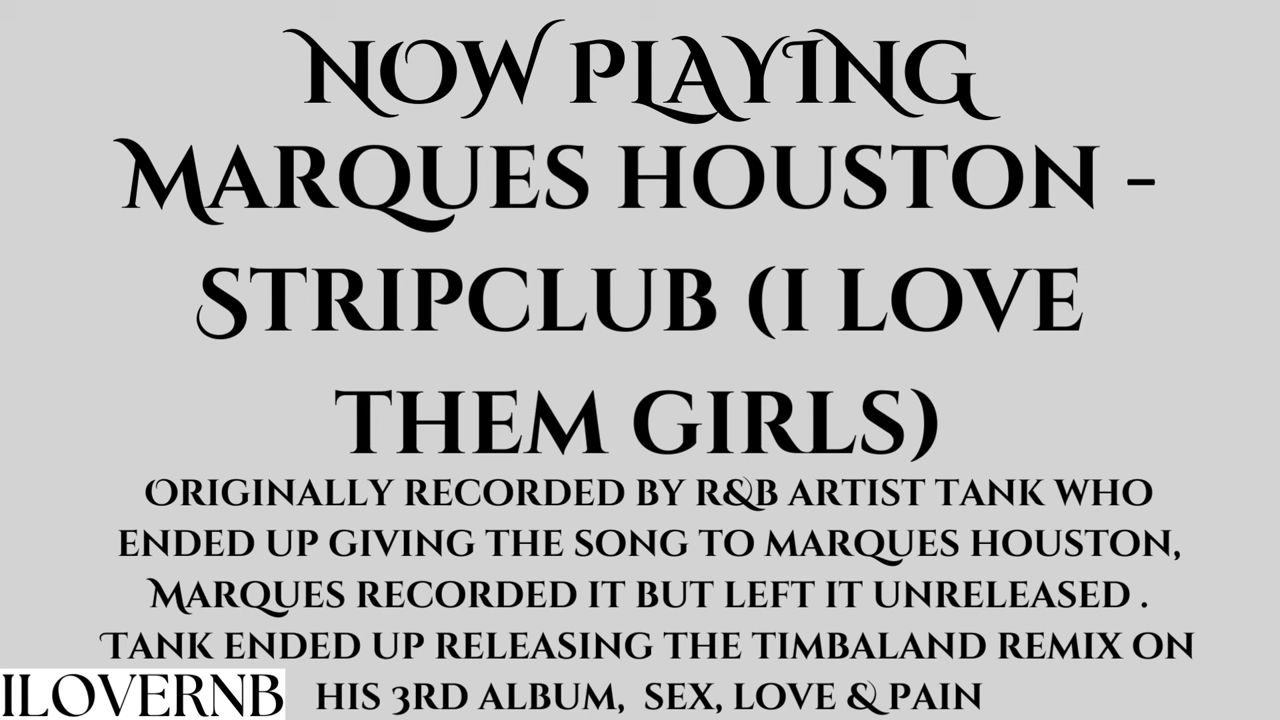 NOW PLAYING
MARQUES HOUSTON -
STRIPCLUB (I LOVE
THEM GIRLS)
ORIGINALLY RECORDED BY R&B ARTIST TANK WHO
ENDED UP GIVING THE SONG TO MARQUES HOUSTON,
MARQUES RECORDED IT BUT LEFT IT UNRELEASED .
TANK ENDED UP RELEASING THE TIMBALAND REMIX ON
HIS 3RD ALBUM, SEX, LOVE & PAIN
ILOVERNB